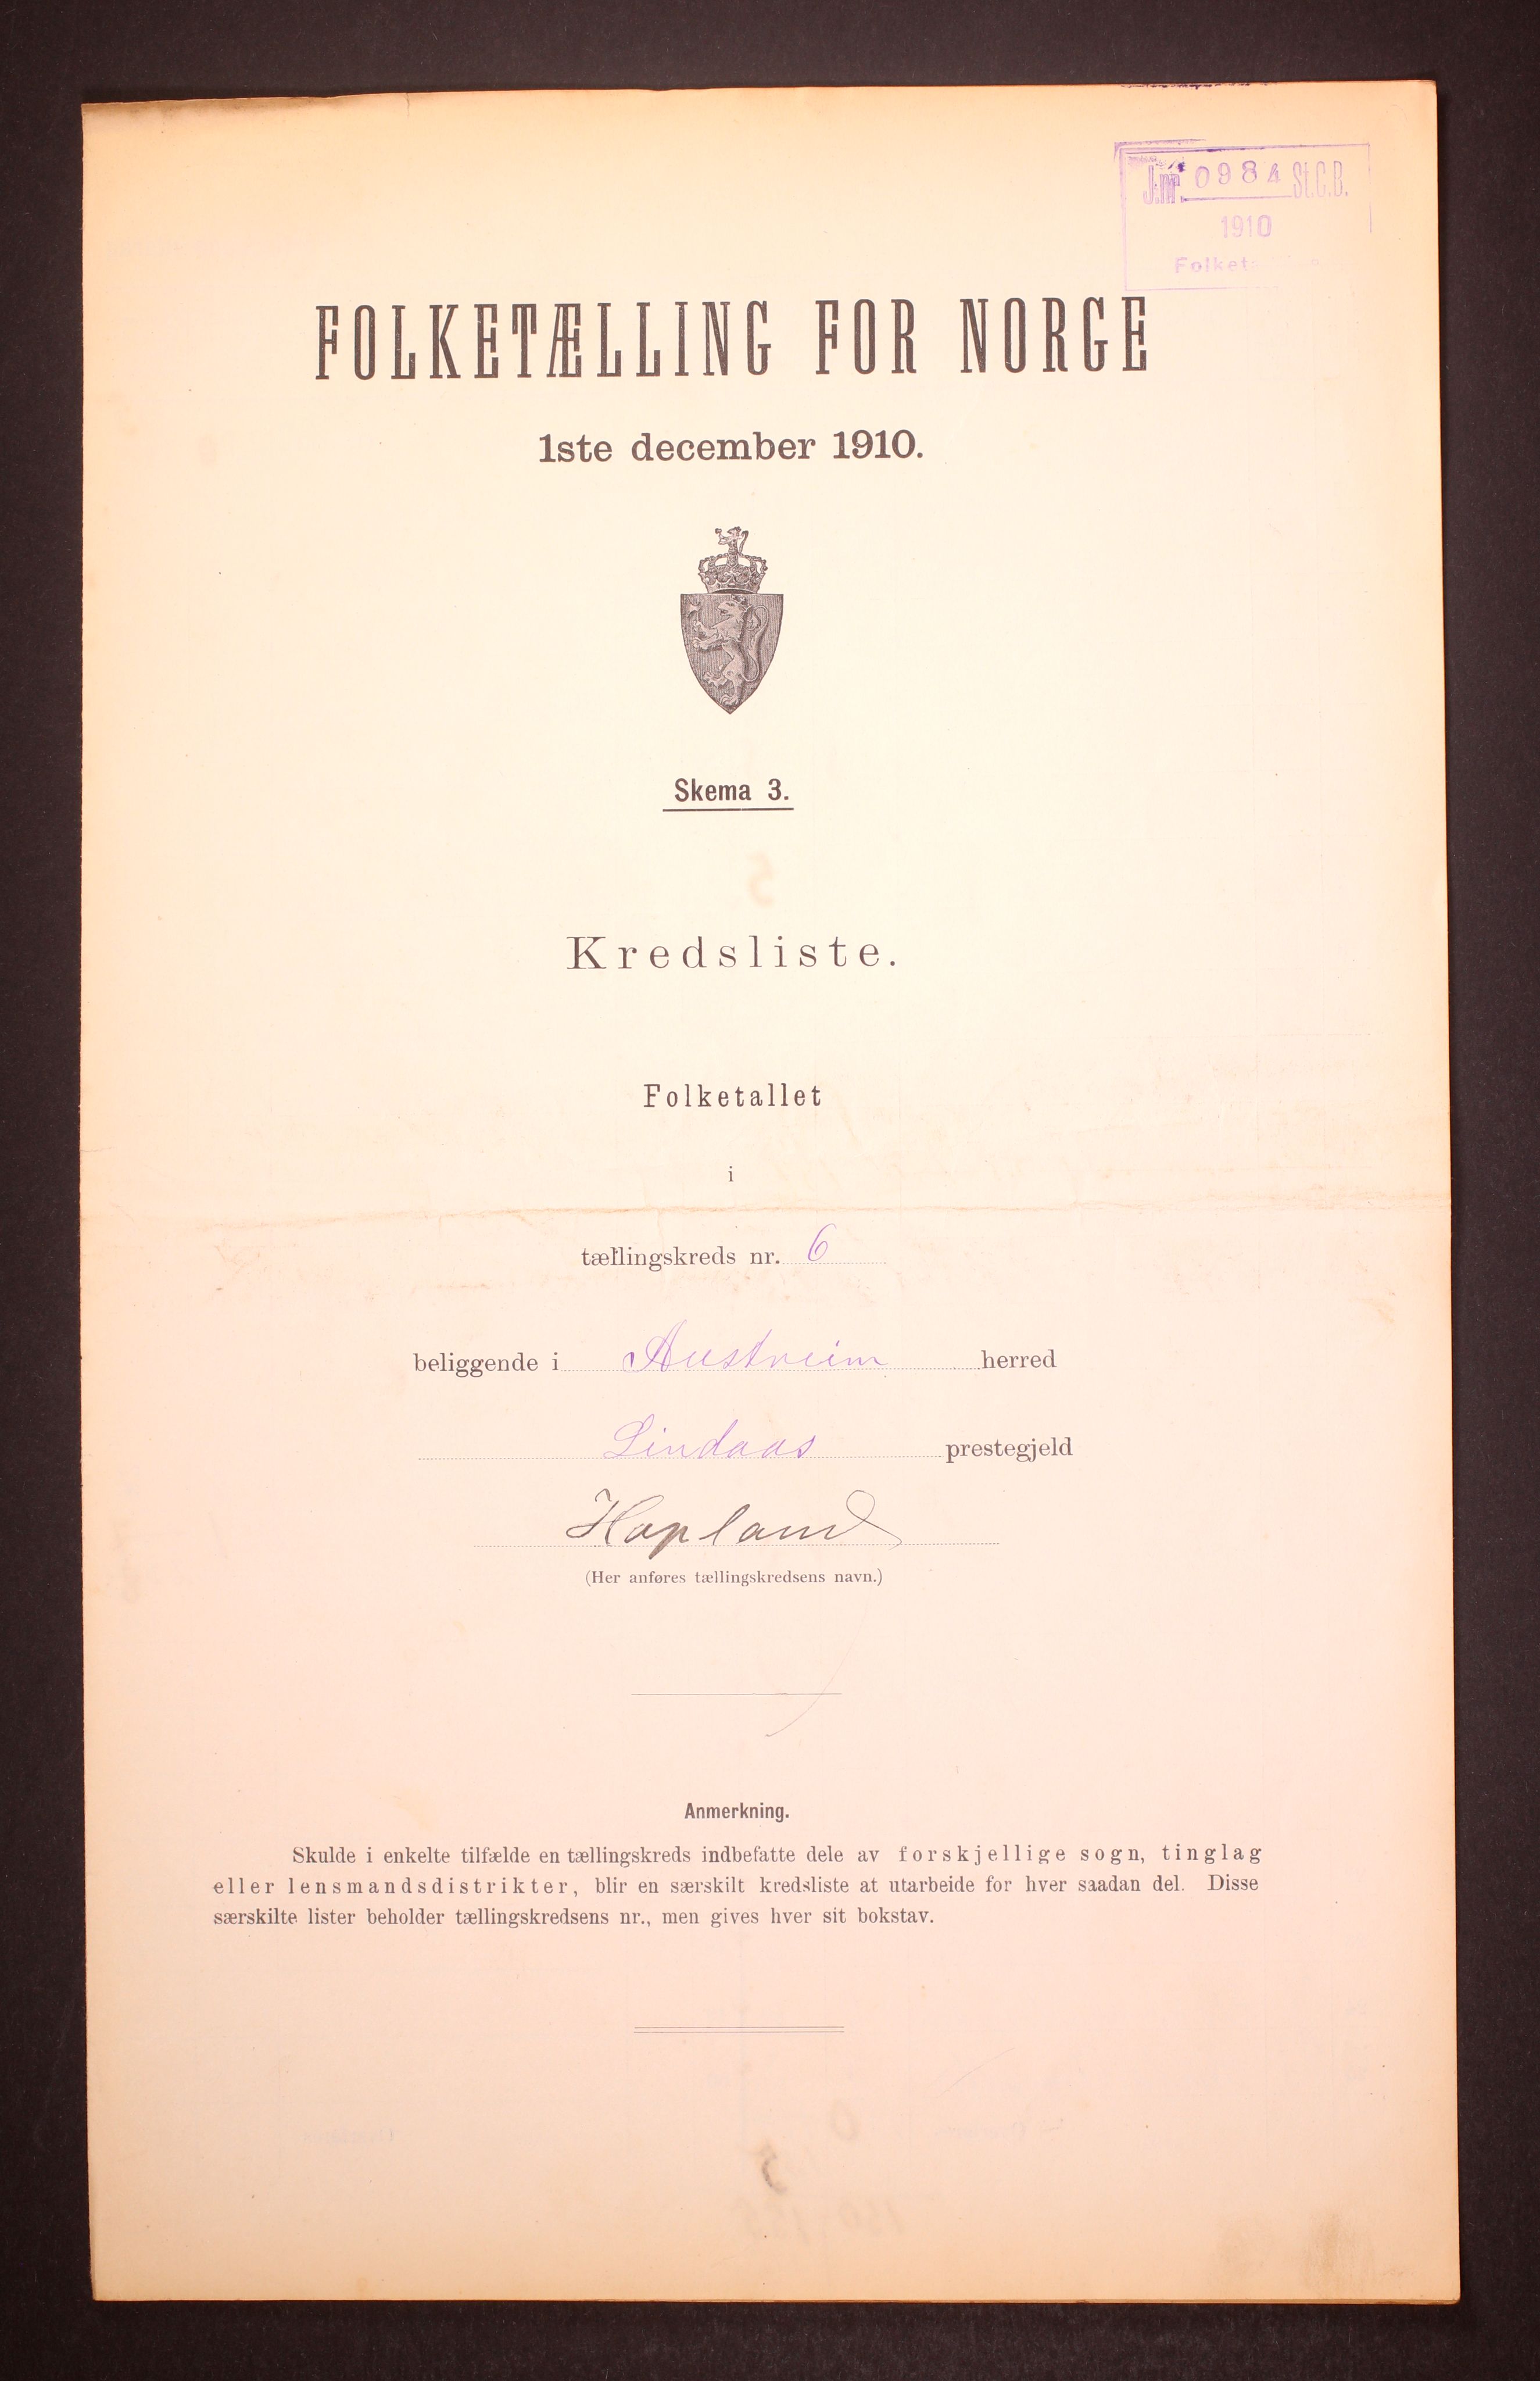 J.nr. 0984 St.C.B.
1910
FOLKETÆLLING FOR NORGE
1ste december 1910.
Skema 3.
Kredsliste.
Folketallet
i
tællingskreds nr. 6
beliggende i Austreim herred
Lindaas prestegjeld
Hopland
(Her anføres tællingskredsens navn.)
Anmerkning.
Skulde i enkelte tilfælde en tællingskreds indbefatte dele av forskjellige sogn, tinglag
eller lensmandsdistrikter, blir en særskilt kredsliste at utarbeide for hver saadan del. Disse
særskilte lister beholder tællingskredsens nr., men gives hver sit bokstav.